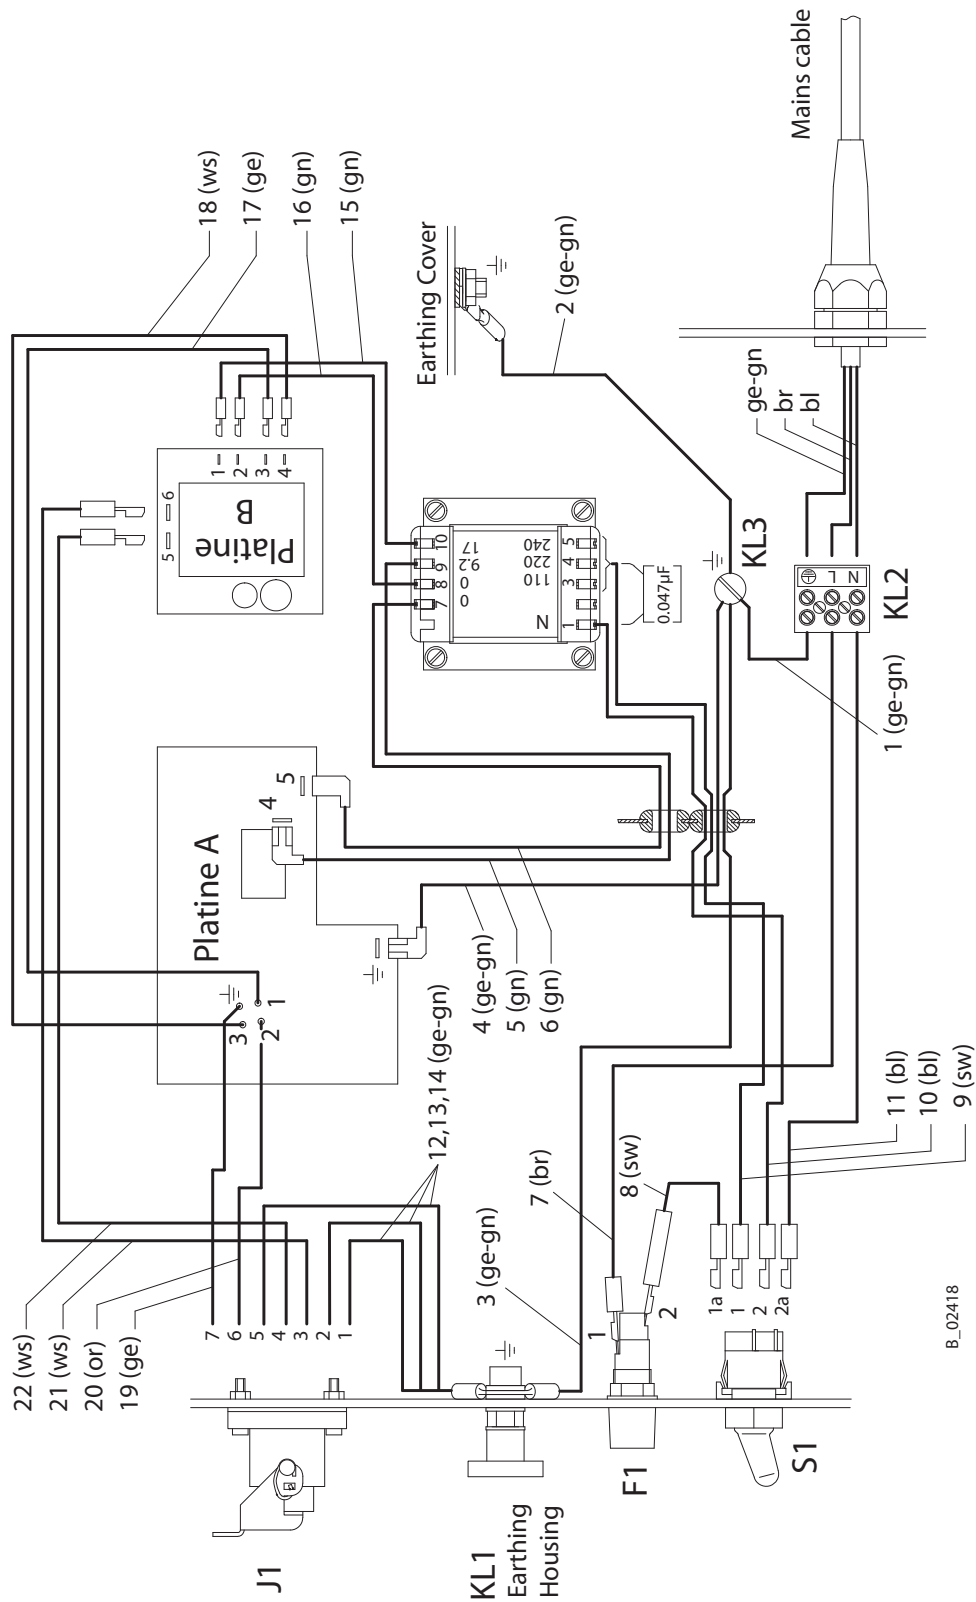 J1
KL1
Earthing
Housing
F1
S1
22 (ws)
21 (ws)
20 (or)
19 (ge)
7
6
5
4
3
2
1
12,13,14 (ge-gn)
3 (ge-gn)
7 (br)
8 (sw)
1
2
1a
1
2
2a
11 (bl)
10 (bl)
9 (sw)
B_02418
Platine A
3
2
1
4
5
4 (ge-gn)
5 (gn)
6 (gn)
Platine
B
5
6
1
2
3
4
18 (ws)
17 (ge)
16 (gn)
15 (gn)
7
8
9
10
0
0
9.2
17
N
110
220
240
1
3
4
5
0.047µF
Earthing Cover
2 (ge-gn)
KL3
1 (ge-gn)
KL2
L
N
ge-gn
br
bl
Mains cable